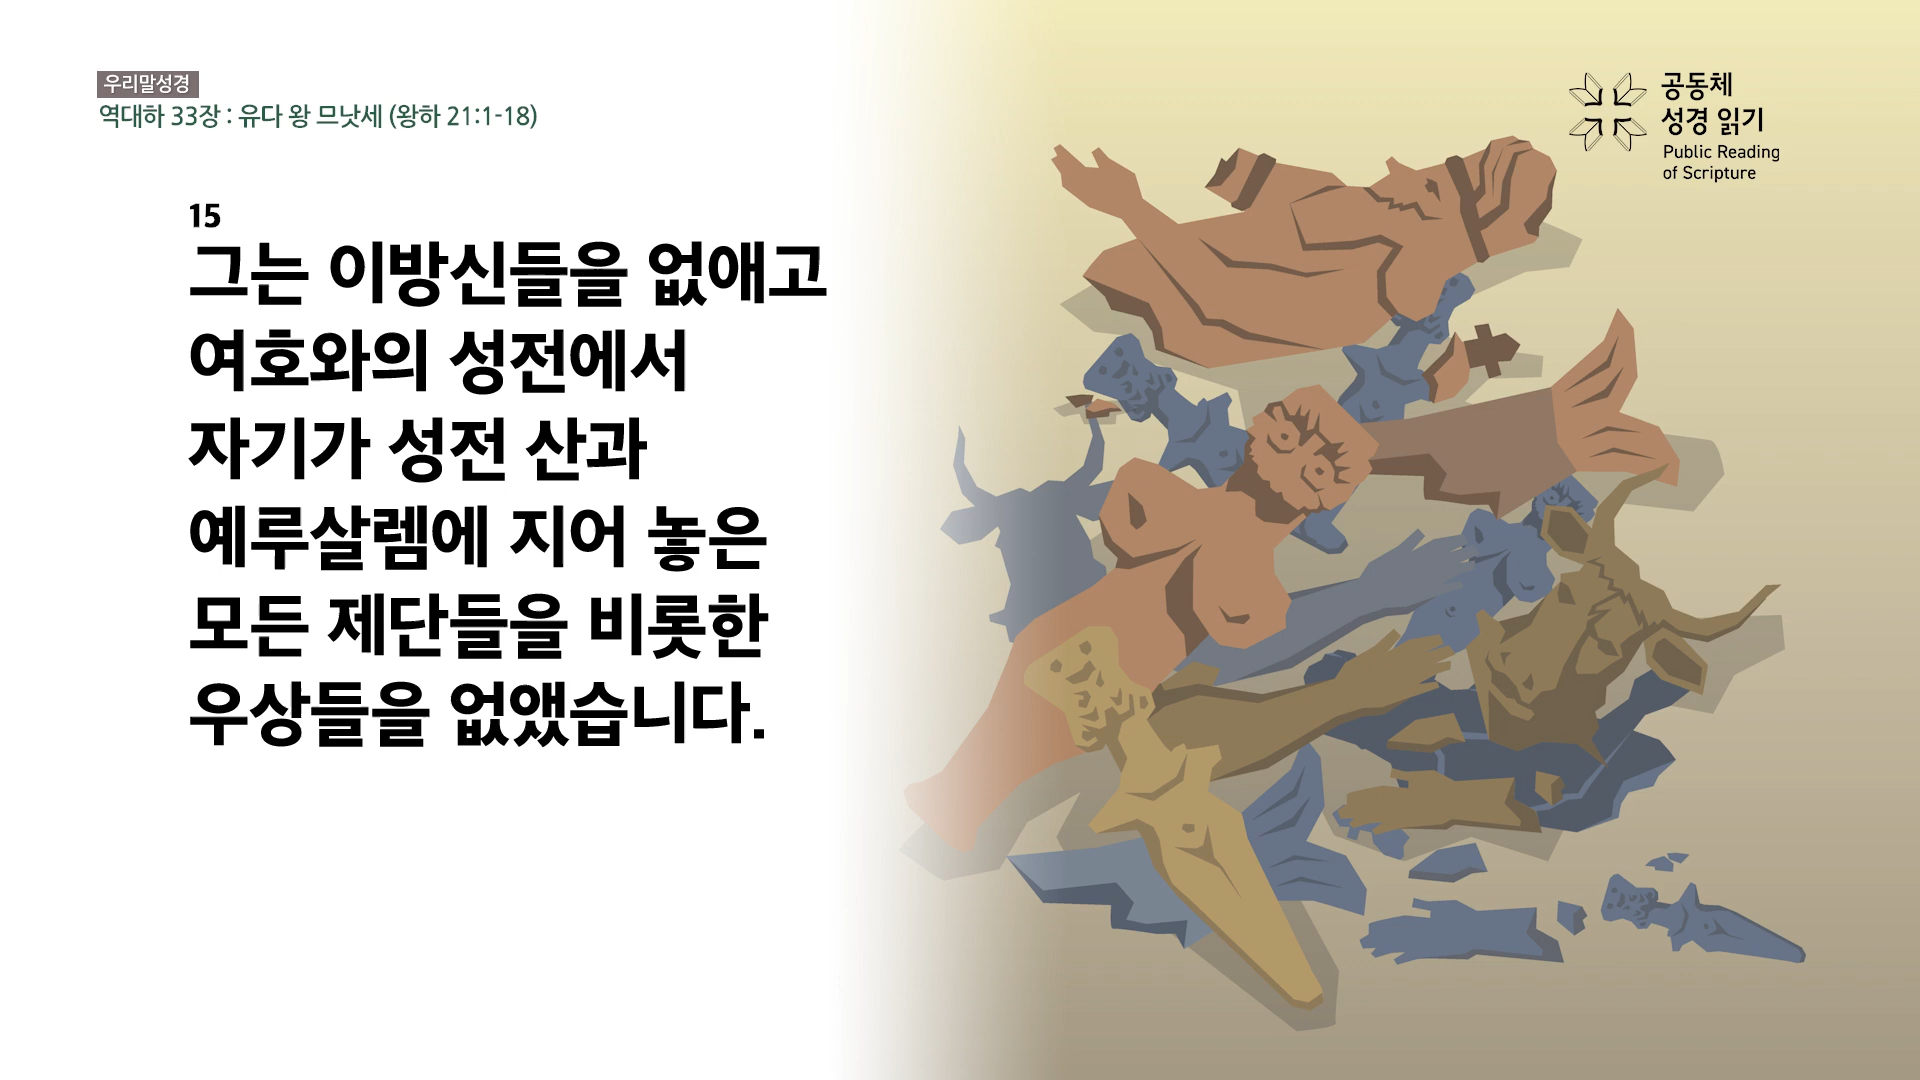 우리말성경
역대하 33장 : 유다 왕 므낫세 (왕하 21:1-18)
공동체
성경 읽기
Public Reading
of Scripture
15
그는 이방신들을 없애고
여호와의 성전에서
자기가 성전 산과
예루살렘에 지어 놓은
모든 제단들을 비롯한
우상들을 없앴습니다.